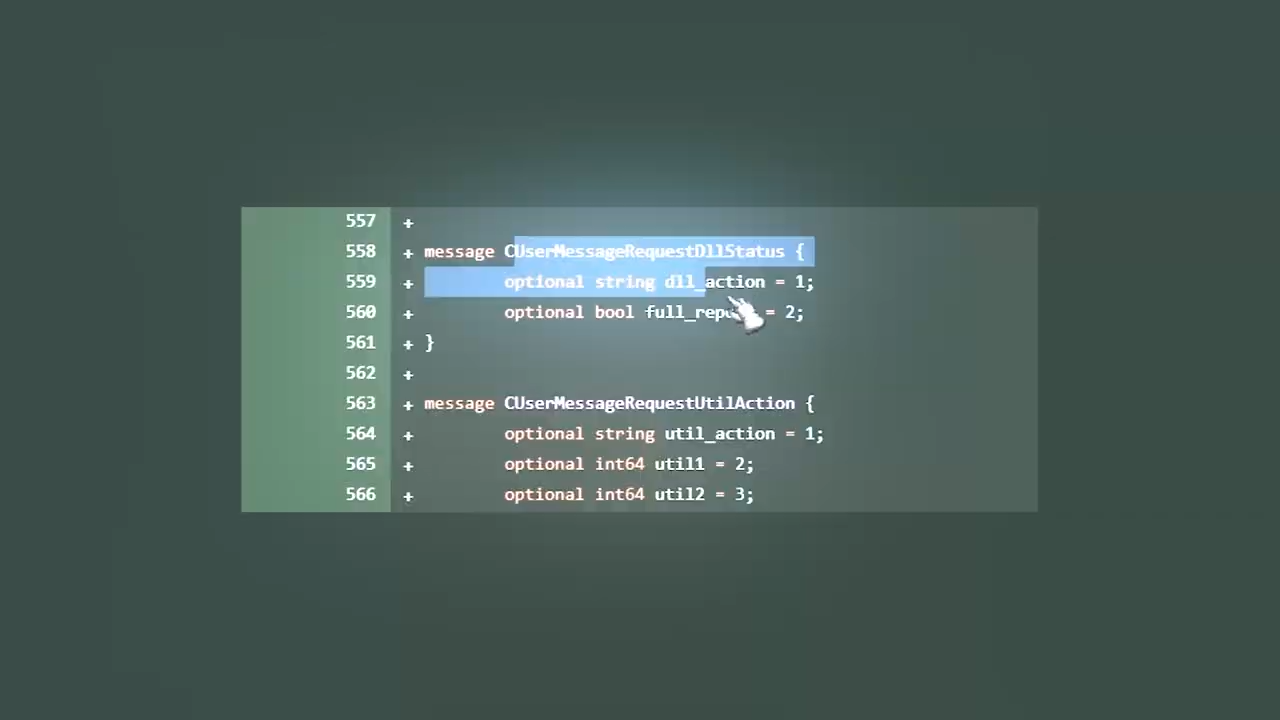 557 +
558 + message CUserMessageRequestDllStatus {
559 + optional string dll_action = 1;
560 + optional bool = 2;
561 + }
562 +
563 + message CUserMessageRequestUtilAction {
564 + optional string util_action = 1;
565 + optional int64 util1 = 2;
566 + optional int64 util2 = 3;